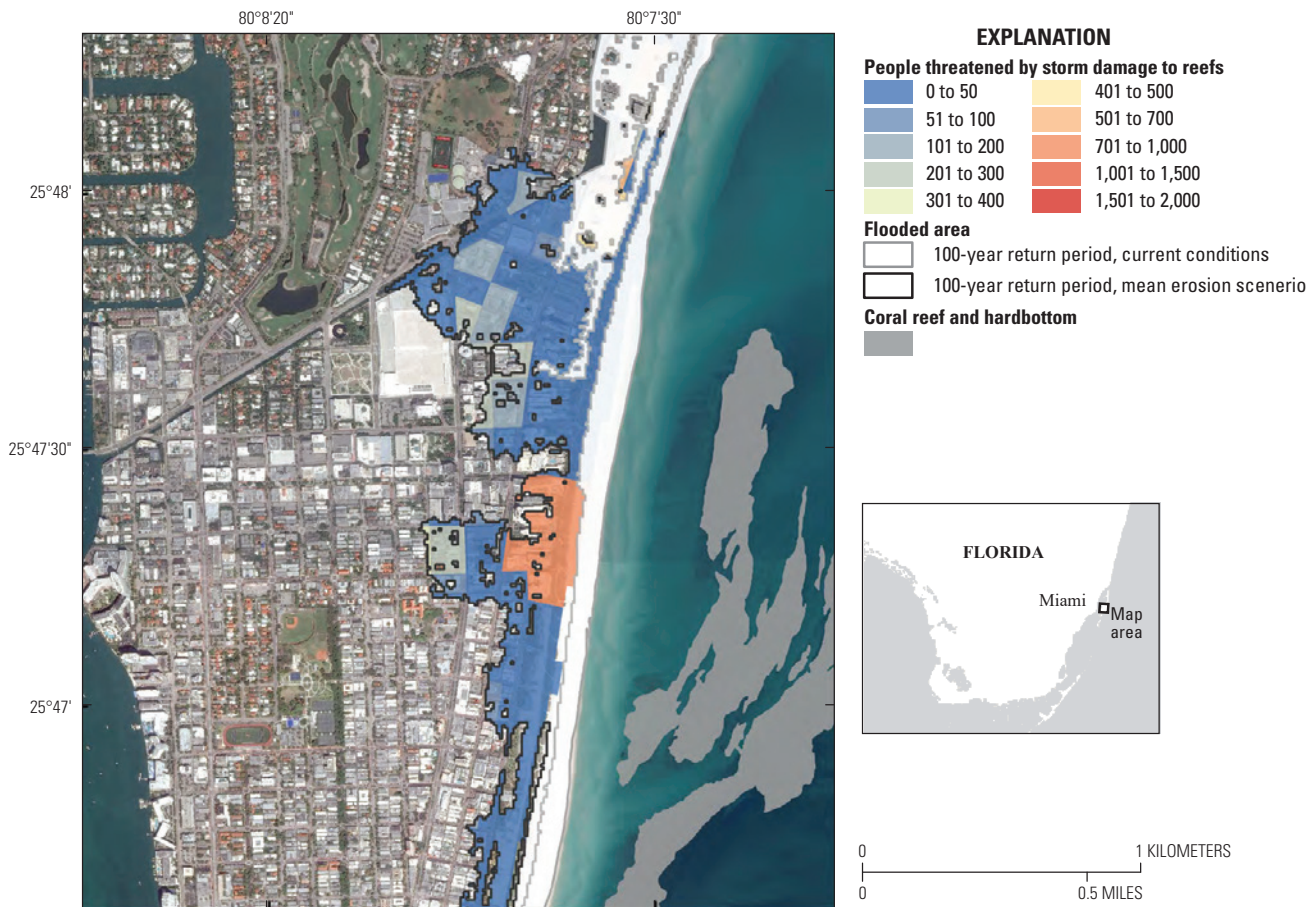 80°8'20"
80°7'30"
25°48'
25°47'30"
25°47'
EXPLANATION
People threatened by storm damage to reefs
0 to 50
51 to 100
101 to 200
201 to 300
301 to 400
401 to 500
501 to 700
701 to 1,000
1,001 to 1,500
1,501 to 2,000
Flooded area
100-year return period, current conditions
100-year return period, mean erosion scenerio
Coral reef and hardbottom
FLORIDA
Miami
Map
area
0
1 KILOMETERS
0
0.5 MILES